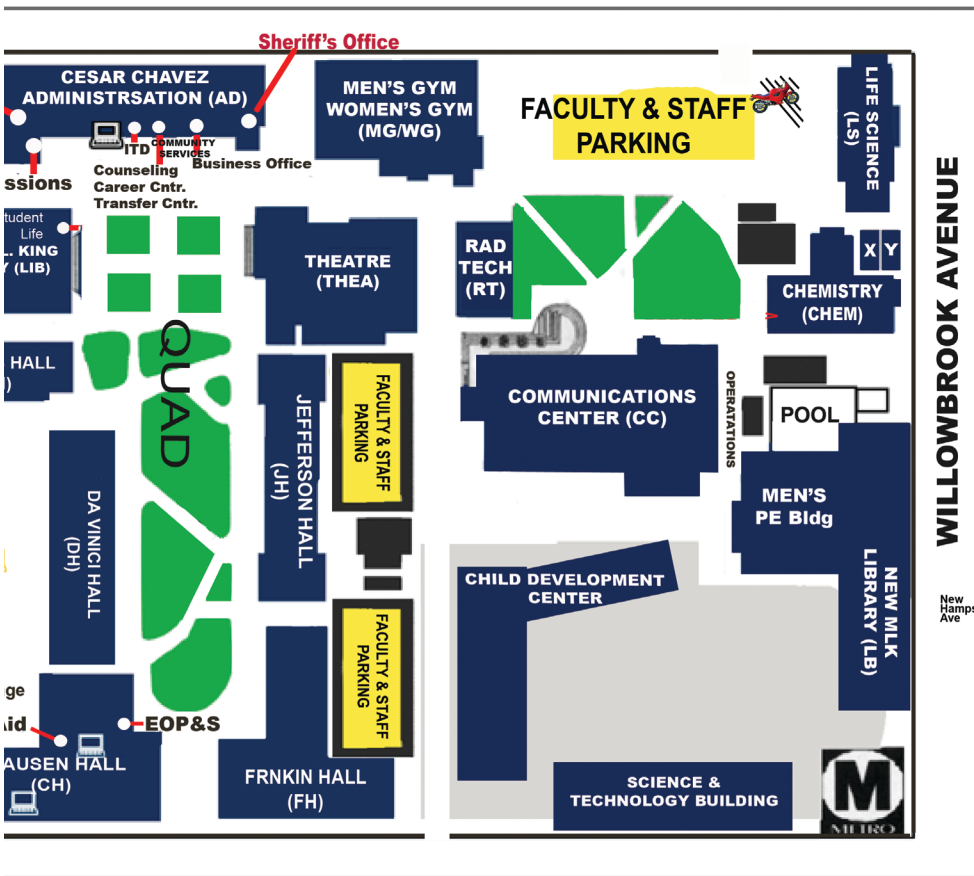 Sheriff's Office
CESAR CHAVEZ
ADMINISTRSATION (AD)
ITD
COMMUNITY
SERVICES
Business Office
ssions
Counseling
Career Cntr.
Transfer Cntr.
MEN'S GYM
WOMEN'S GYM
(MG/WG)
FACULTY & STAFF
PARKING
LIFE SCIENCE
(LS)
tudent
Life
L. KING
Y (LIB)
THEATRE
(THEA)
RAD
TECH
(RT)
X Y
CHEMISTRY
(CHEM)
WILLOWBROOK AVENUE
QUAD
HALL
)
JEFFERSON HALL
(JH)
FACULTY & STAFF
PARKING
COMMUNICATIONS
CENTER (CC)
OPERATATIONS
POOL
MEN'S
PE Bldg
DA VINICI HALL
(DH)
CHILD DEVELOPMENT
CENTER
NEW MLK
LIBRARY (LB)
New
Hamps
Ave
FACULTY & STAFF
PARKING
ge
Aid
EOP&S
AUSEN HALL
(CH)
FRNKIN HALL
(FH)
SCIENCE &
TECHNOLOGY BUILDING
M
METRO